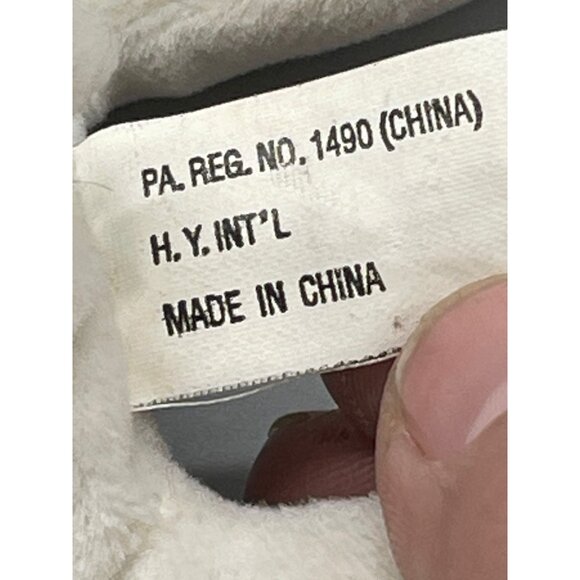 PA. REG. NO. 1490 (CHINA)
H. Y. INT'L
MADE IN CHINA